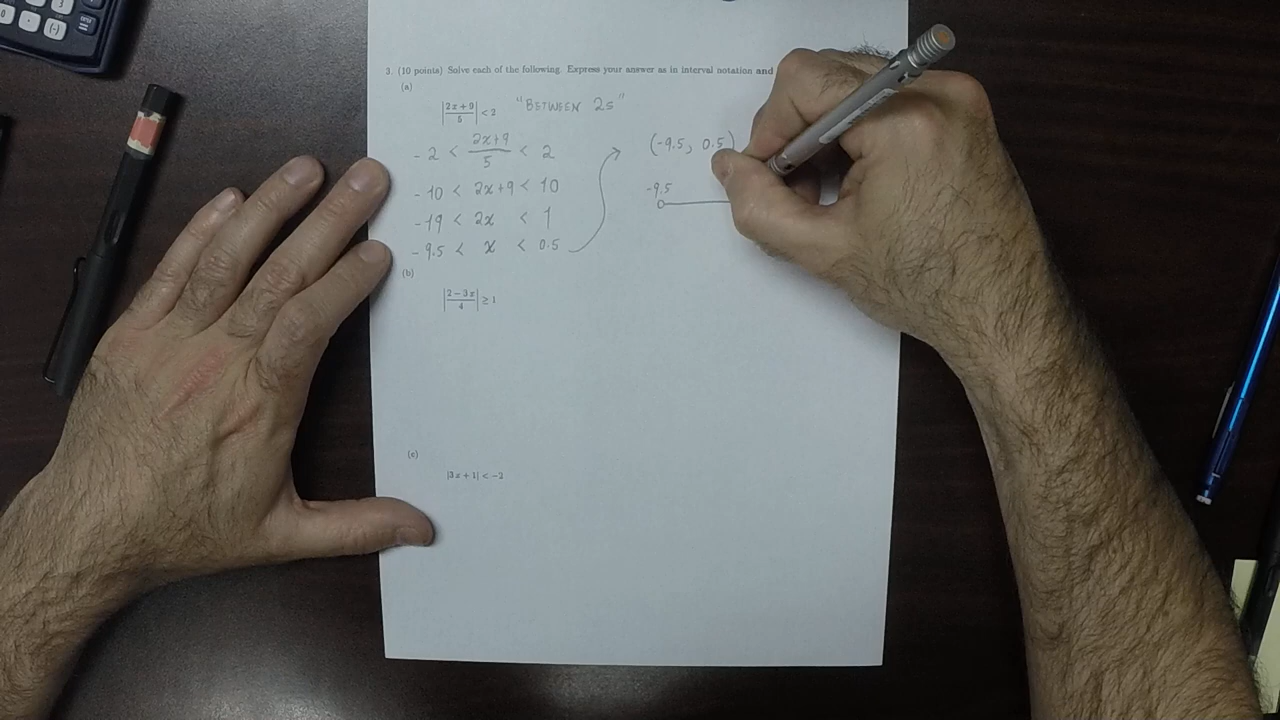 3. (10 points) Solve each of the following. Express your answer as in interval notation and
(a)
|2x + 9 / 5| < 2 "BETWEEN 2s"
-2 < 2x+9 / 5 < 2
-10 < 2x+9 < 10
-19 < 2x < 1
-9.5 < x < 0.5
(-9.5, 0.5)
-9.5
(b)
|2 − 3x / 4| ≥ 1
(c)
|3x + 1| < −2